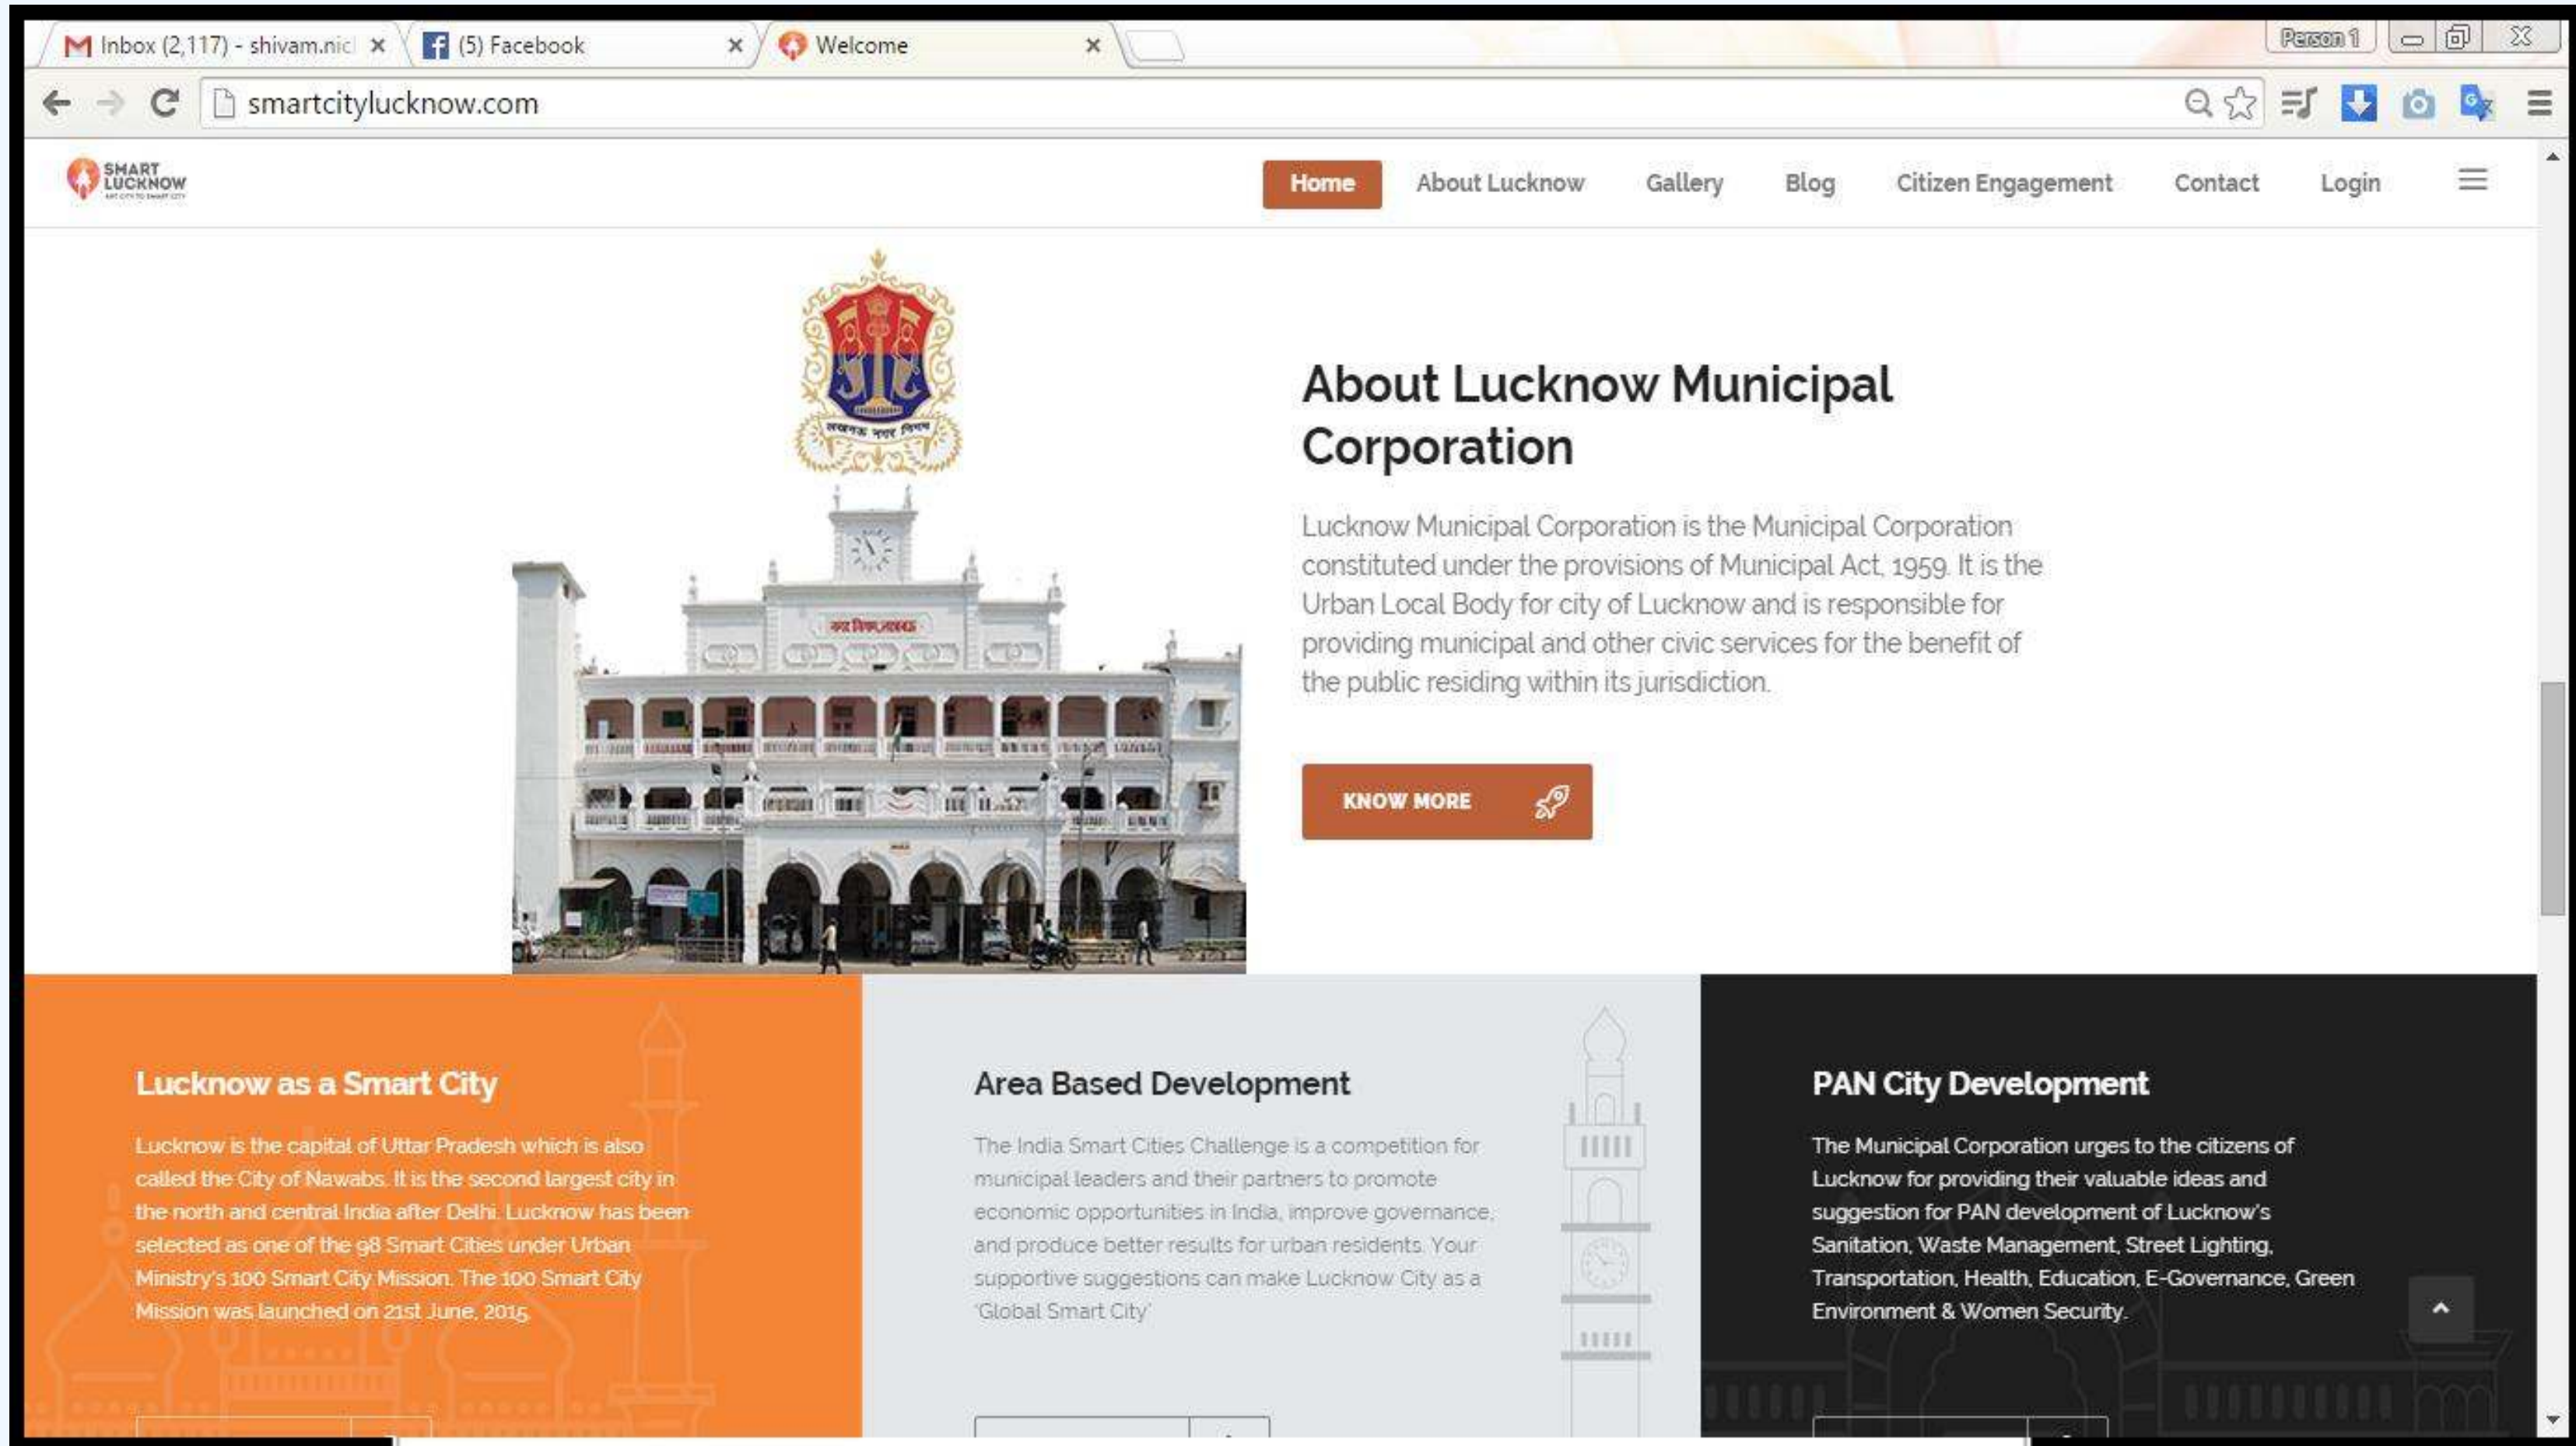 Inbox (2,117) - shivam.nic
(5) Facebook
Welcome
Person 1
smartcitylucknow.com
SMART
LUCKNOW
ART CITY TO SMART CITY
Home
About Lucknow
Gallery
Blog
Citizen Engagement
Contact
Login
लखनऊ नगर निगम
नगर निगम, लखनऊ
About Lucknow Municipal
Corporation
Lucknow Municipal Corporation is the Municipal Corporation
constituted under the provisions of Municipal Act, 1959. It is the
Urban Local Body for city of Lucknow and is responsible for
providing municipal and other civic services for the benefit of
the public residing within its jurisdiction.
KNOW MORE
Lucknow as a Smart City
Lucknow is the capital of Uttar Pradesh which is also
called the City of Nawabs. It is the second largest city in
the north and central India after Delhi. Lucknow has been
selected as one of the 98 Smart Cities under Urban
Ministry's 100 Smart City Mission. The 100 Smart City
Mission was launched on 21st June, 2015.
Area Based Development
The India Smart Cities Challenge is a competition for
municipal leaders and their partners to promote
economic opportunities in India, improve governance,
and produce better results for urban residents. Your
supportive suggestions can make Lucknow City as a
'Global Smart City'
PAN City Development
The Municipal Corporation urges to the citizens of
Lucknow for providing their valuable ideas and
suggestion for PAN development of Lucknow's
Sanitation, Waste Management, Street Lighting,
Transportation, Health, Education, E-Governance, Green
Environment & Women Security.